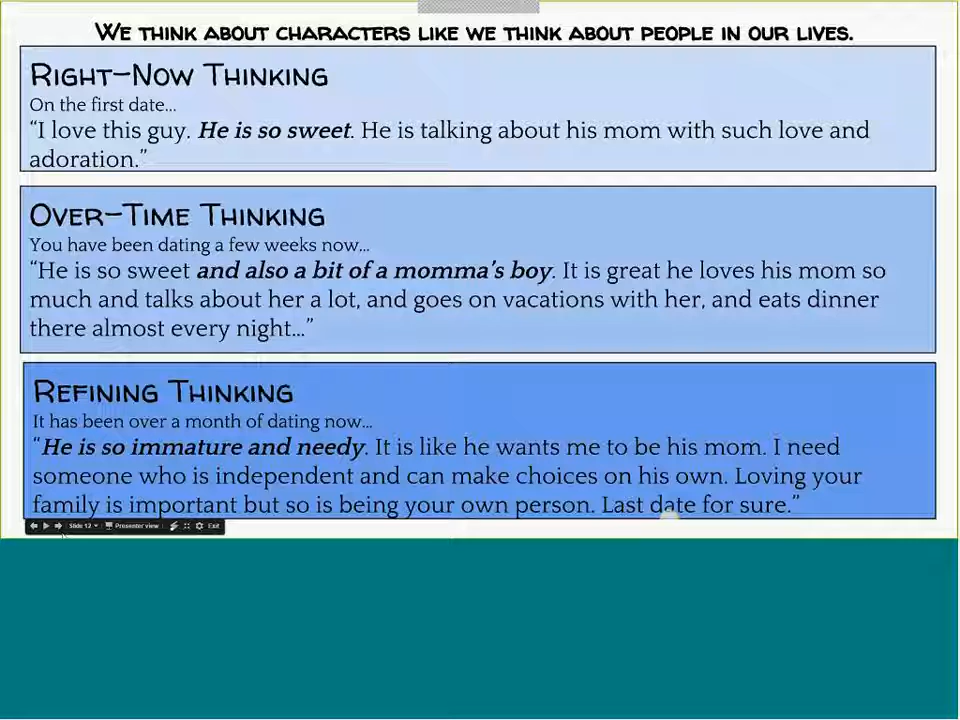 We think about characters like we think about people in our lives.
Right-Now Thinking
On the first date...
“I love this guy. He is so sweet. He is talking about his mom with such love and
adoration.”
Over-Time Thinking
You have been dating a few weeks now...
“He is so sweet and also a bit of a momma’s boy. It is great he loves his mom so
much and talks about her a lot, and goes on vacations with her, and eats dinner
there almost every night...”
Refining Thinking
It has been over a month of dating now...
“He is so immature and needy. It is like he wants me to be his mom. I need
someone who is independent and can make choices on his own. Loving your
family is important but so is being your own person. Last date for sure.”
Slide 12 Presenter view Exit